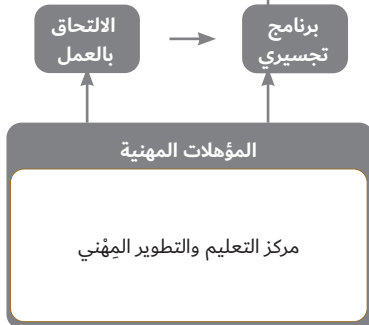 برنامج
تجسيري
الالتحاق
بالعمل
المؤهلات المهنية
مركز التعليم والتطوير المِهْني